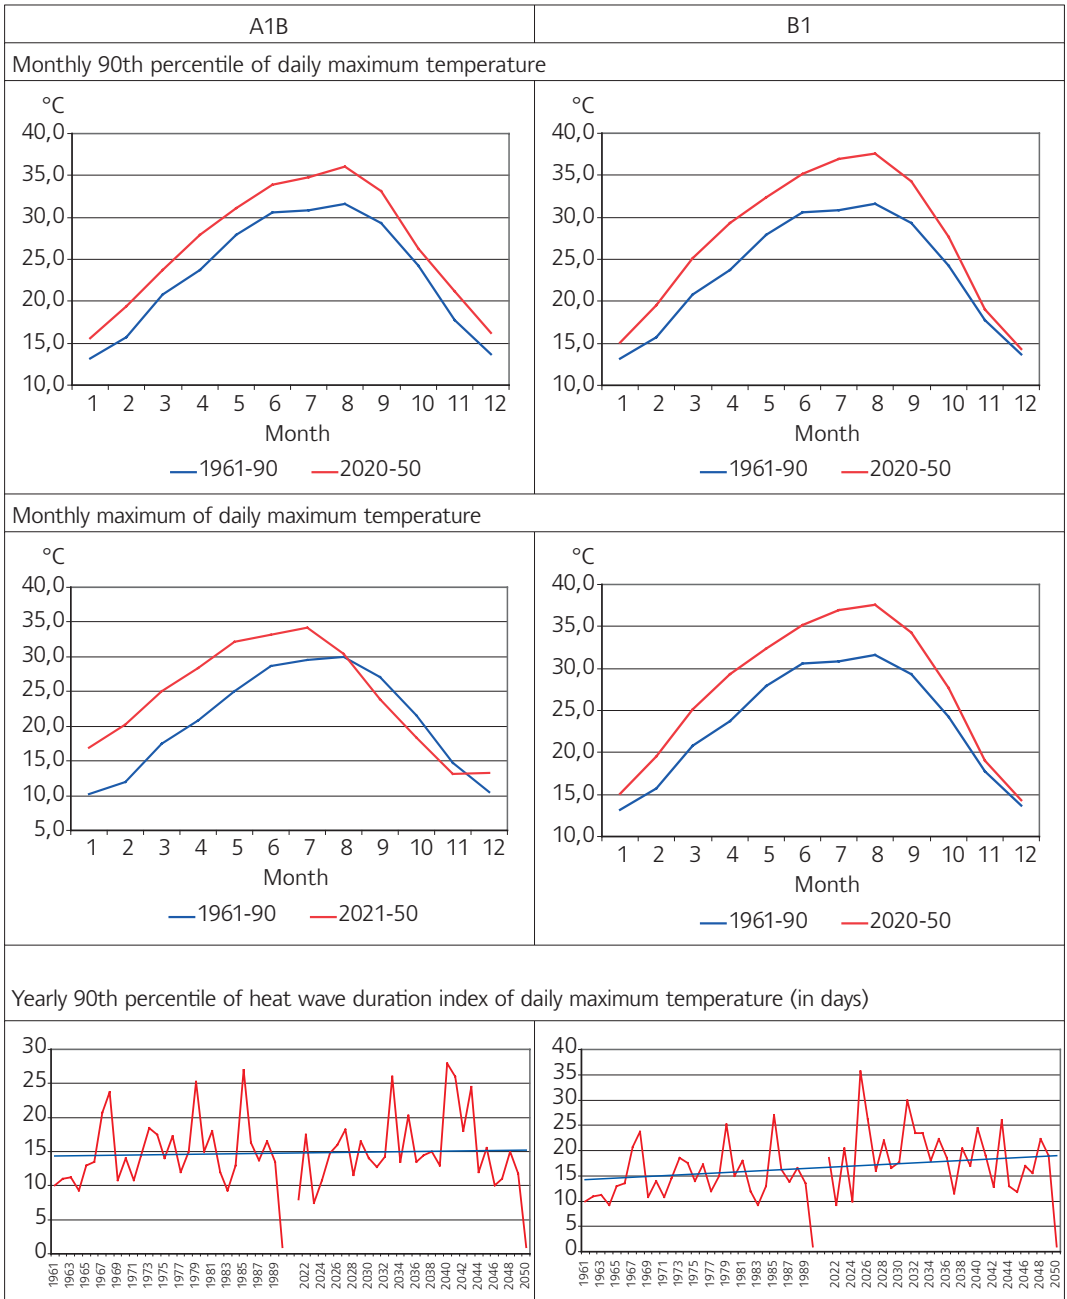 A1B B1
Monthly 90th percentile of daily maximum temperature
°C °C
40,0 40,0
35,0 35,0
30,0 30,0
25,0 25,0
20,0 20,0
15,0 15,0
10,0 10,0
1 2 3 4 5 6 7 8 9 10 11 12 1 2 3 4 5 6 7 8 9 10 11 12
Month Month
1961-90 2020-50 1961-90 2020-50
Monthly maximum of daily maximum temperature
°C °C
40,0 40,0
35,0 35,0
30,0 30,0
25,0 25,0
20,0 20,0
15,0 15,0
10,0 10,0
5,0
1 2 3 4 5 6 7 8 9 10 11 12 1 2 3 4 5 6 7 8 9 10 11 12
Month Month
1961-90 2021-50 1961-90 2020-50
Yearly 90th percentile of heat wave duration index of daily maximum temperature (in days)
30 40
25 35
20 30
15 25
10 20
5 15
0 10
5
0
1961 1963 1965 1967 1969 1971 1973 1975 1977 1979 1981 1983 1985 1987 1989 2022 2024 2026 2028 2030 2032 2034 2036 2038 2040 2042 2044 2046 2048 2050
1961 1963 1965 1967 1969 1971 1973 1975 1977 1979 1981 1983 1985 1987 1989 2022 2024 2026 2028 2030 2032 2034 2036 2038 2040 2042 2044 2046 2048 2050